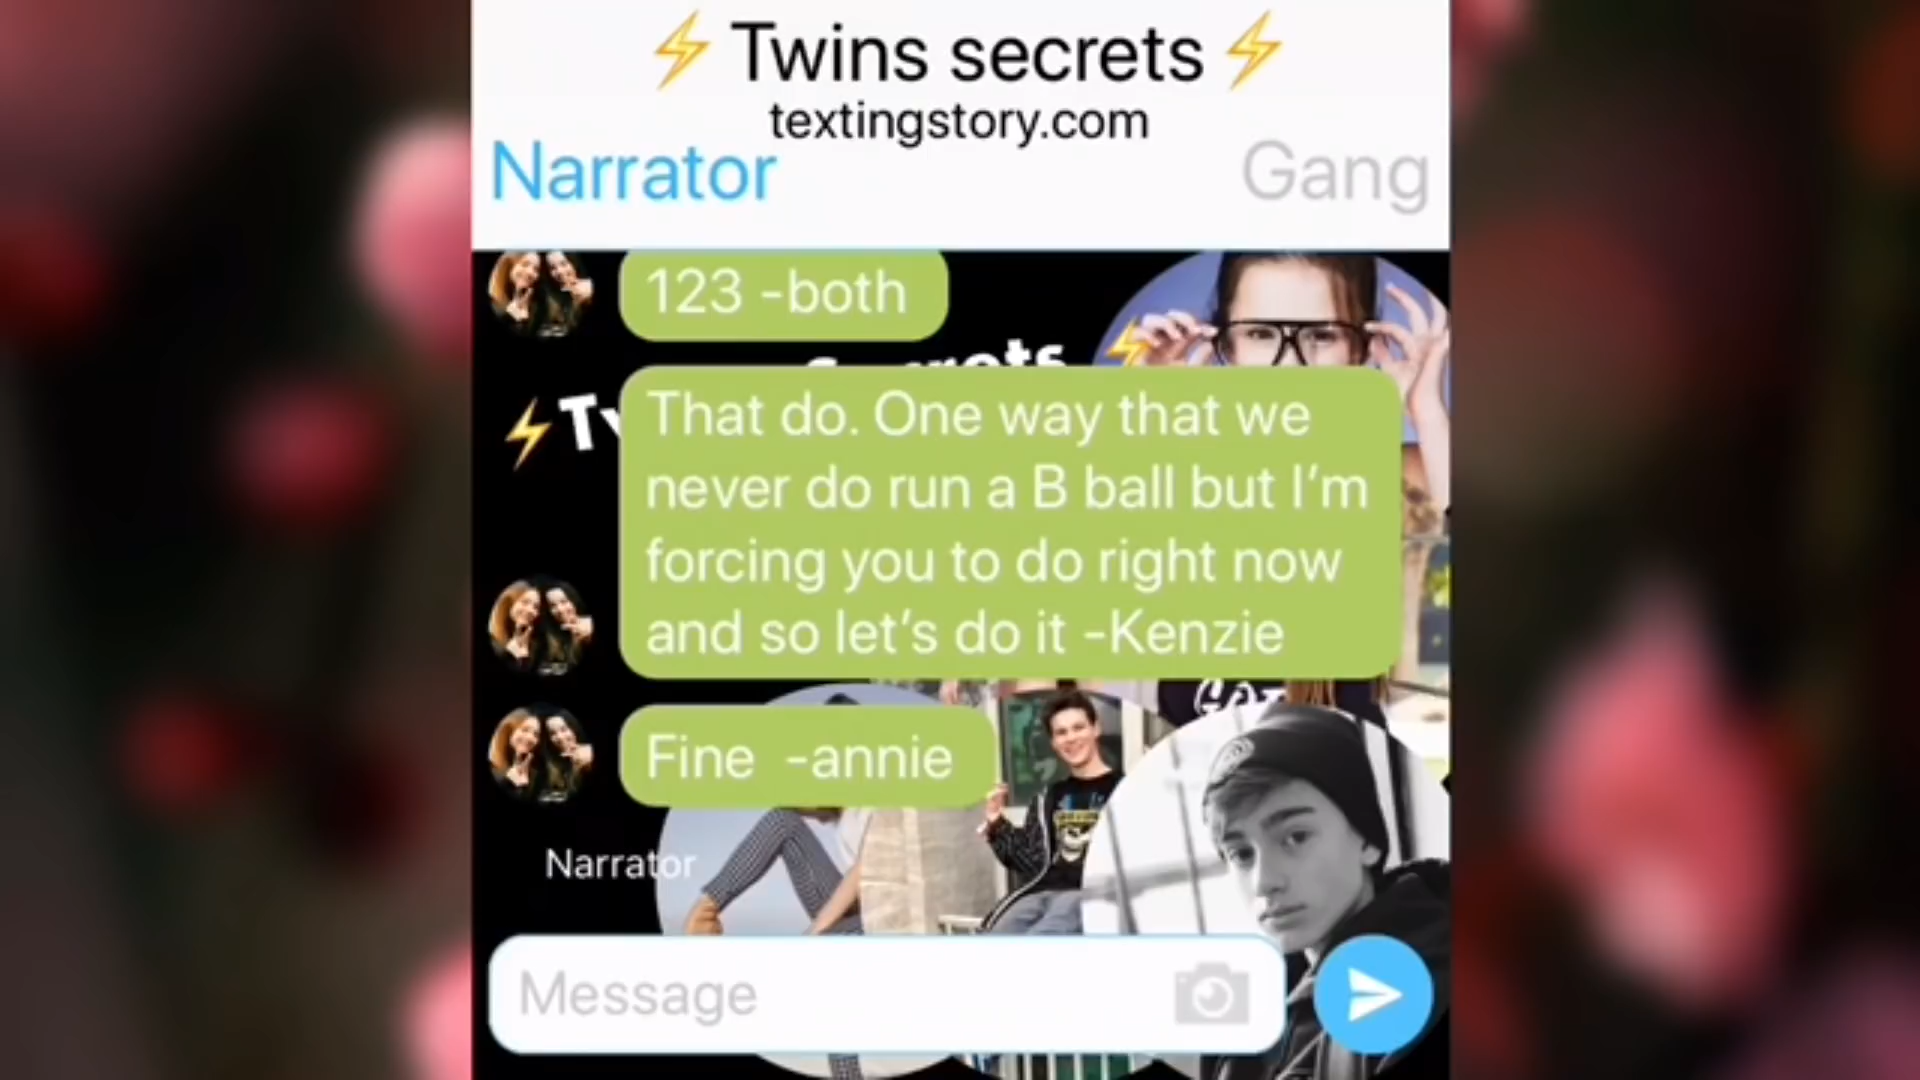 ⚡Twins secrets⚡
textingstory.com
Narrator
Gang
123 -both
That do. One way that we
never do run a B ball but I'm
forcing you to do right now
and so let's do it -Kenzie
Fine -annie
Narrator
Message